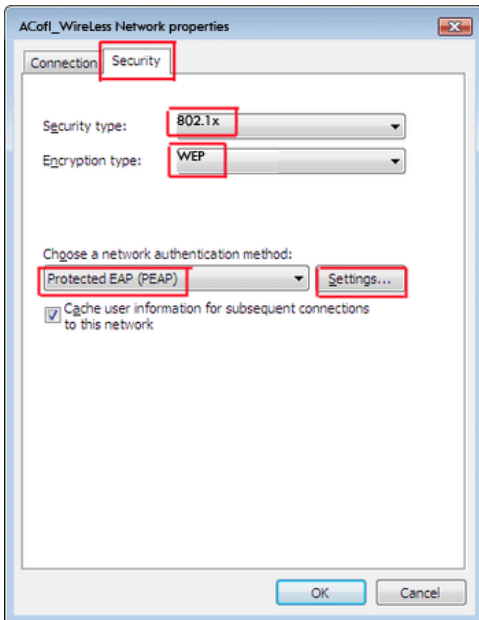 ACofI_WireLess Network properties
Connection Security
Security type: 802.1x
Encryption type: WEP
Choose a network authentication method:
Protected EAP (PEAP) Settings...
Cache user information for subsequent connections
to this network
OK Cancel